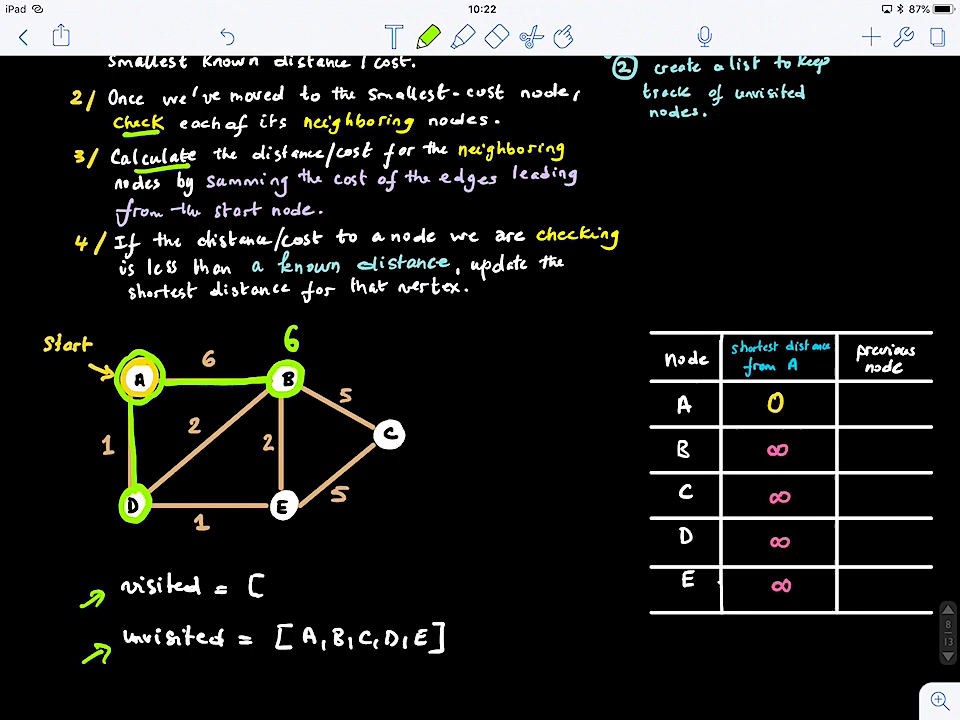 iPad
10:22
87%
T
smallest known distance / cost.
2/ Once we've moved to the smallest-cost node,
check each of its neighboring nodes.
3/ Calculate the distance/cost for the neighboring
nodes by summing the cost of the edges leading
from the start node.
4/ If the distance/cost to a node we are checking
is less than a known distance, update the
shortest distance for that vertex.
2 create a list to keep
track of unvisited
nodes.
Start
6
6
A
B
5
1
2
2
C
D
E
5
1
visited = [
unvisited = [A, B, C, D, E]
Node shortest distance from A previous node
A 0
B ∞
C ∞
D ∞
E ∞
8
13